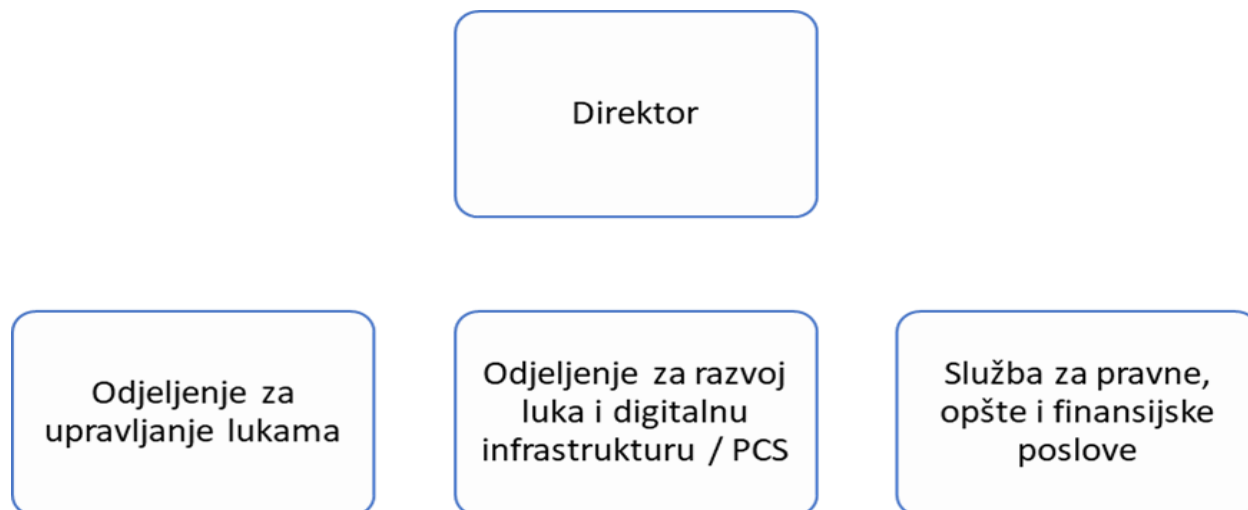 Direktor
Odjeljenje za
upravljanje lukama
Odjeljenje za razvoj
luka i digitalnu
infrastrukturu / PCS
Služba za pravne,
opšte i finansijske
poslove